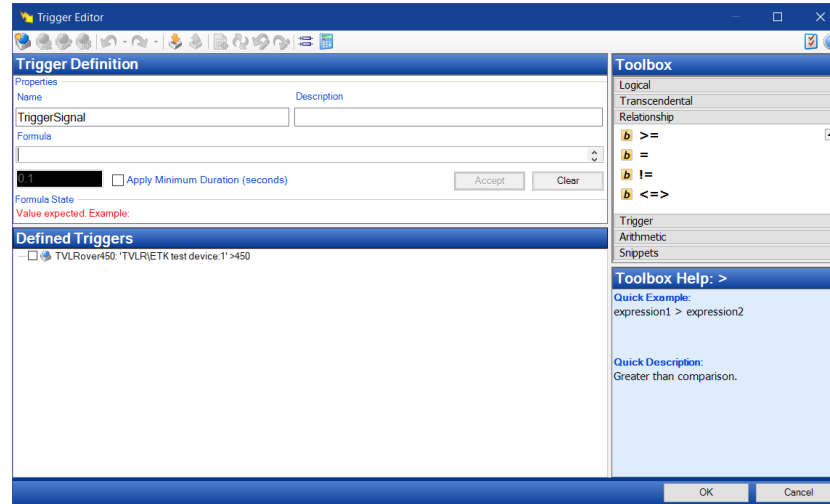 Trigger Editor
Trigger Definition
Properties
Name
Description
TriggerSignal
Formula
0.1
Apply Minimum Duration (seconds)
Accept
Clear
Formula State
Value expected. Example:
Defined Triggers
TVLRover450: 'TVLR\ETK test device:1' >450
Toolbox
Logical
Transcendental
Relationship
b >=
b =
b !=
b <=>
Trigger
Arithmetic
Snippets
Toolbox Help: >
Quick Example:
expression1 > expression2
Quick Description:
Greater than comparison.
OK
Cancel